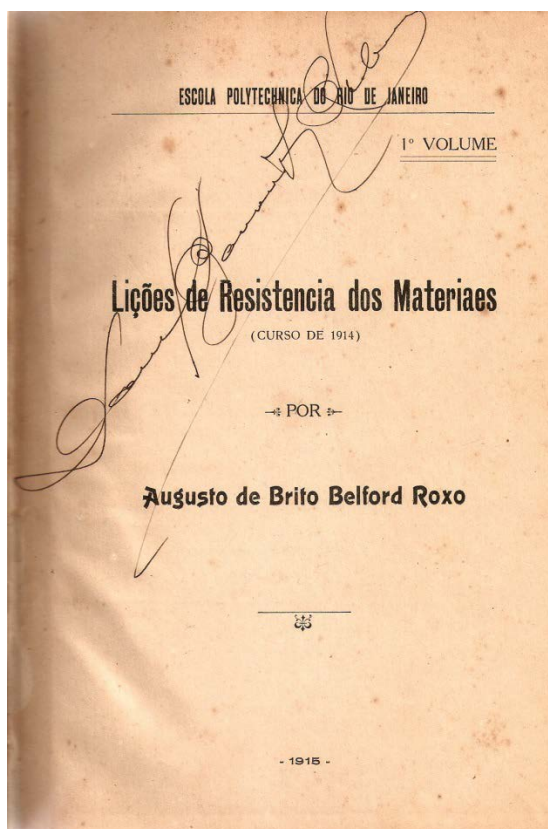 ESCOLA POLYTECHNICA DO RIO DE JANEIRO
1º VOLUME
Lições de Resistencia dos Materiaes
(CURSO DE 1914)
POR
Augusto de Brito Belford Roxo
- 1915 -